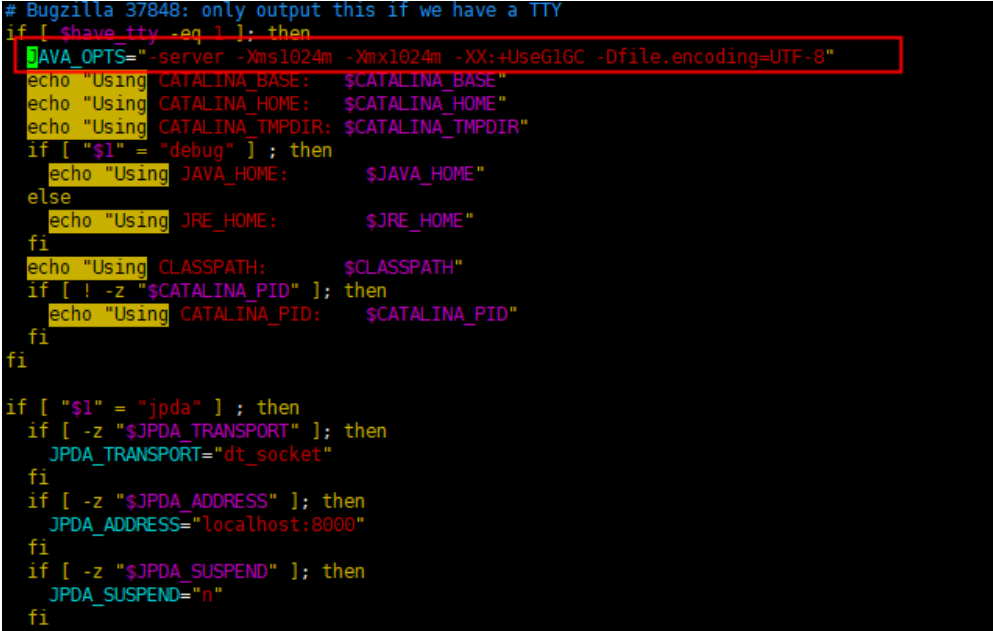 # Bugzilla 37848: only output this if we have a TTY
if [ $have_tty -eq 1 ]; then
  JAVA_OPTS="-server -Xms1024m -Xmx1024m -XX:+UseG1GC -Dfile.encoding=UTF-8"
  echo "Using CATALINA_BASE:   $CATALINA_BASE"
  echo "Using CATALINA_HOME:   $CATALINA_HOME"
  echo "Using CATALINA_TMPDIR: $CATALINA_TMPDIR"
  if [ "$1" = "debug" ] ; then
    echo "Using JAVA_HOME:       $JAVA_HOME"
  else
    echo "Using JRE_HOME:        $JRE_HOME"
  fi
  echo "Using CLASSPATH:       $CLASSPATH"
  if [ ! -z "$CATALINA_PID" ]; then
    echo "Using CATALINA_PID:    $CATALINA_PID"
  fi
fi

if [ "$1" = "jpda" ] ; then
  if [ -z "$JPDA_TRANSPORT" ]; then
    JPDA_TRANSPORT="dt_socket"
  fi
  if [ -z "$JPDA_ADDRESS" ]; then
    JPDA_ADDRESS="localhost:8000"
  fi
  if [ -z "$JPDA_SUSPEND" ]; then
    JPDA_SUSPEND="n"
  fi